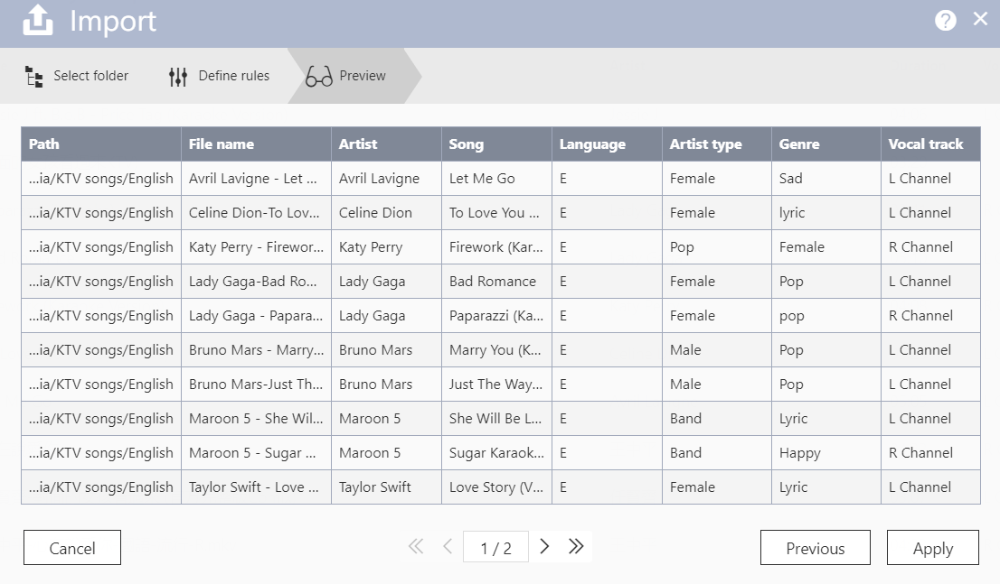 Import
?
Select folder Define rules Preview
Path File name Artist Song Language Artist type Genre Vocal track
...ia/KTV songs/English Avril Lavigne - Let ... Avril Lavigne Let Me Go E Female Sad L Channel
...ia/KTV songs/English Celine Dion-To Lov... Celine Dion To Love You ... E Female lyric L Channel
...ia/KTV songs/English Katy Perry - Firewor... Katy Perry Firework (Kar... E Pop Female R Channel
...ia/KTV songs/English Lady Gaga-Bad Ro... Lady Gaga Bad Romance E Female Pop L Channel
...ia/KTV songs/English Lady Gaga - Papara... Lady Gaga Paparazzi (Ka... E Female pop R Channel
...ia/KTV songs/English Bruno Mars - Marry... Bruno Mars Marry You (K... E Male Pop L Channel
...ia/KTV songs/English Bruno Mars-Just Th... Bruno Mars Just The Way... E Male Pop L Channel
...ia/KTV songs/English Maroon 5 - She Wil... Maroon 5 She Will Be L... E Band Lyric L Channel
...ia/KTV songs/English Maroon 5 - Sugar ... Maroon 5 Sugar Karaok... E Band Happy R Channel
...ia/KTV songs/English Taylor Swift - Love ... Taylor Swift Love Story (V... E Female Lyric L Channel
Cancel 1 / 2 Previous Apply